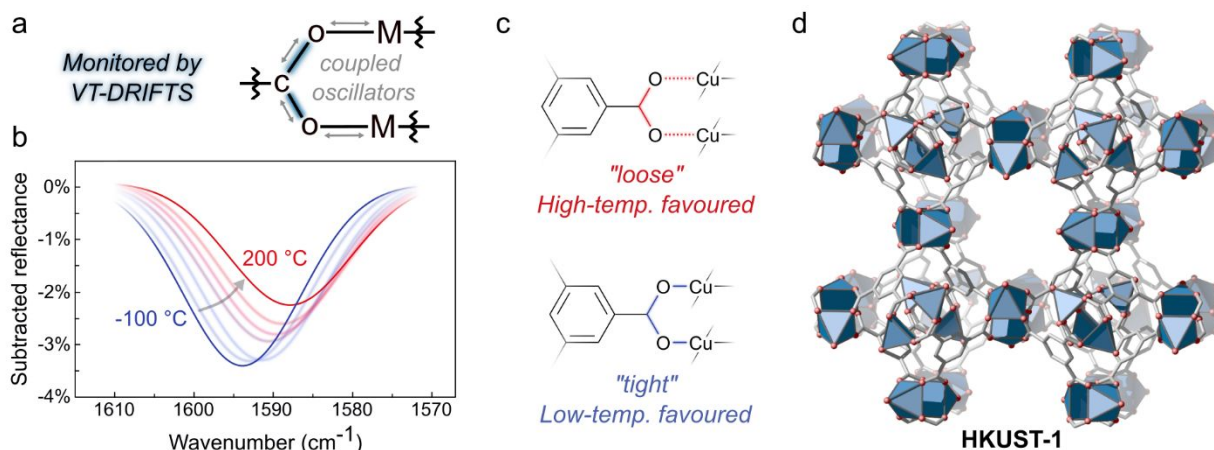 a
Monitored by
VT-DRIFTS
O M
C coupled
oscillators
O M
b
Subtracted reflectance
0%
-1%
-2%
-3%
-4%
200 °C
-100 °C
1610 1600 1590 1580 1570
Wavenumber (cm⁻¹)
c
O Cu
O Cu
"loose"
High-temp. favoured
O Cu
O Cu
"tight"
Low-temp. favoured
d
HKUST-1